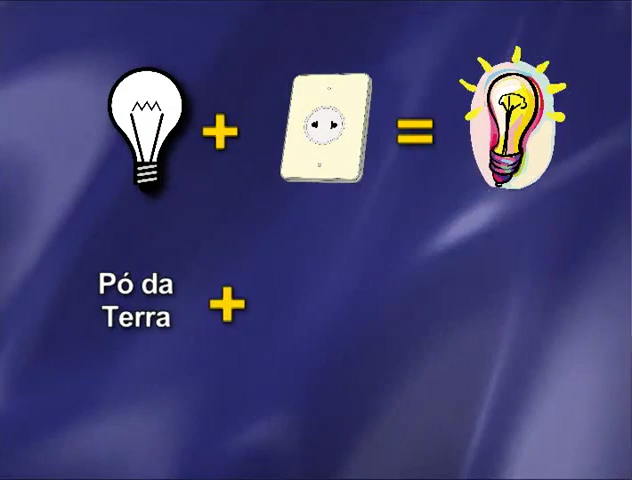 + =
Pó da
Terra +